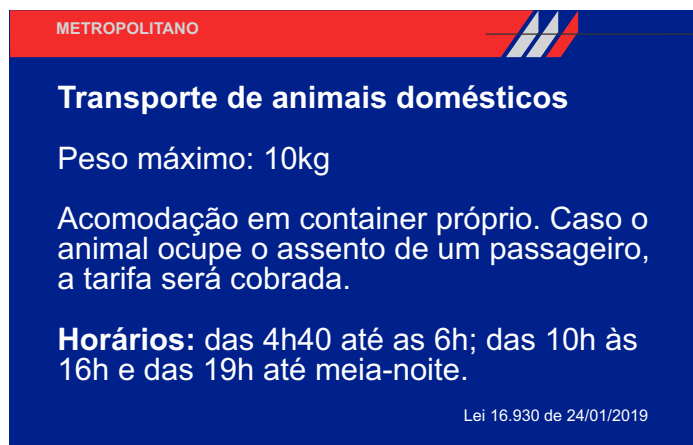 METROPOLITANO
Transporte de animais domésticos
Peso máximo: 10kg
Acomodação em container próprio. Caso o
animal ocupe o assento de um passageiro,
a tarifa será cobrada.
Horários: das 4h40 até as 6h; das 10h às
16h e das 19h até meia-noite.
Lei 16.930 de 24/01/2019